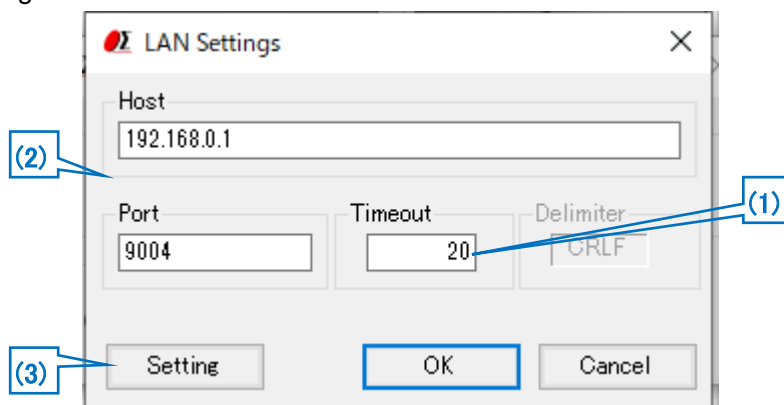 LAN Settings
Host
192.168.0.1
(2)
(1)
Port
Timeout
Delimiter
9004
20
CRLF
(3)
Setting
OK
Cancel